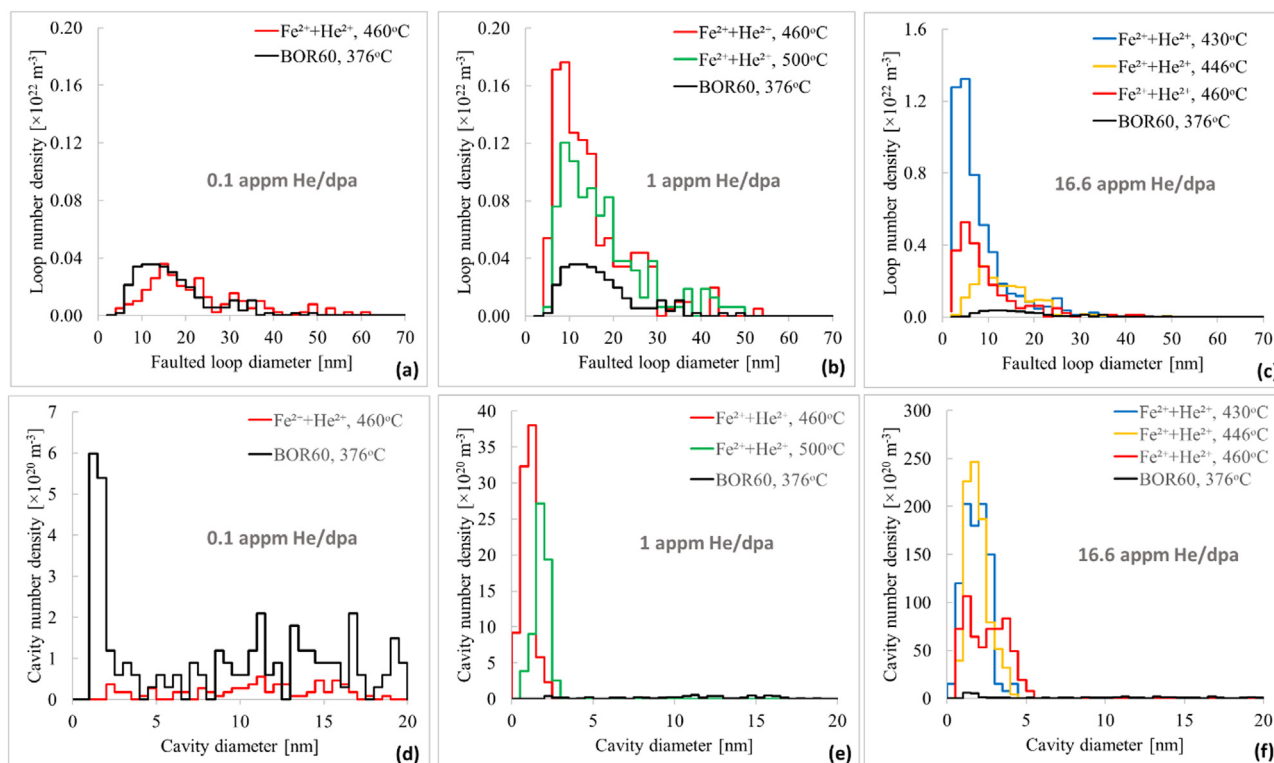 0.20
0.16
0.12
0.08
0.04
0.00
Loop number density [×10²² m⁻³]
Fe²⁺+He²⁺, 460°C
BOR60, 376°C
0.1 appm He/dpa
0 10 20 30 40 50 60 70
Faulted loop diameter [nm]
(a)
0.20
0.16
0.12
0.08
0.04
0.00
Loop number density [×10²² m⁻³]
Fe²⁺+He²⁺, 460°C
Fe²⁺+He²⁺, 500°C
BOR60, 376°C
1 appm He/dpa
0 10 20 30 40 50 60 70
Faulted loop diameter [nm]
(b)
1.6
1.2
0.8
0.4
0.0
Loop number density [×10²² m⁻³]
Fe²⁺+He²⁺, 430°C
Fe²⁺+He²⁺, 446°C
Fe²⁺+He²⁺, 460°C
BOR60, 376°C
16.6 appm He/dpa
0 10 20 30 40 50 60 70
Faulted loop diameter [nm]
(c)
7
6
5
4
3
2
1
0
Cavity number density [×10²⁰ m⁻³]
Fe²⁺+He²⁺, 460°C
BOR60, 376°C
0.1 appm He/dpa
0 5 10 15 20
Cavity diameter [nm]
(d)
40
35
30
25
20
15
10
5
0
Cavity number density [×10²⁰ m⁻³]
Fe²⁺+He²⁺, 460°C
Fe²⁺+He²⁺, 500°C
BOR60, 376°C
1 appm He/dpa
0 5 10 15 20
Cavity diameter [nm]
(e)
300
250
200
150
100
50
0
Cavity number density [×10²⁰ m⁻³]
Fe²⁺+He²⁺, 430°C
Fe²⁺+He²⁺, 446°C
Fe²⁺+He²⁺, 460°C
BOR60, 376°C
16.6 appm He/dpa
0 5 10 15 20
Cavity diameter [nm]
(f)